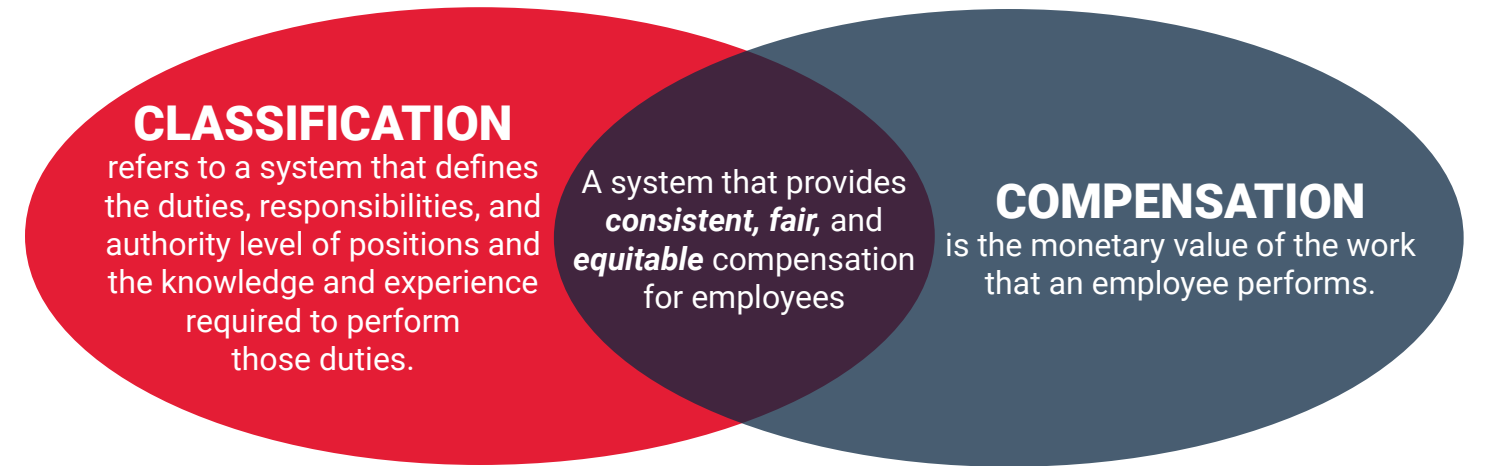 CLASSIFICATION
refers to a system that defines
the duties, responsibilities, and
authority level of positions and
the knowledge and experience
required to perform
those duties.
A system that provides
consistent, fair, and
equitable compensation
for employees
COMPENSATION
is the monetary value of the work
that an employee performs.